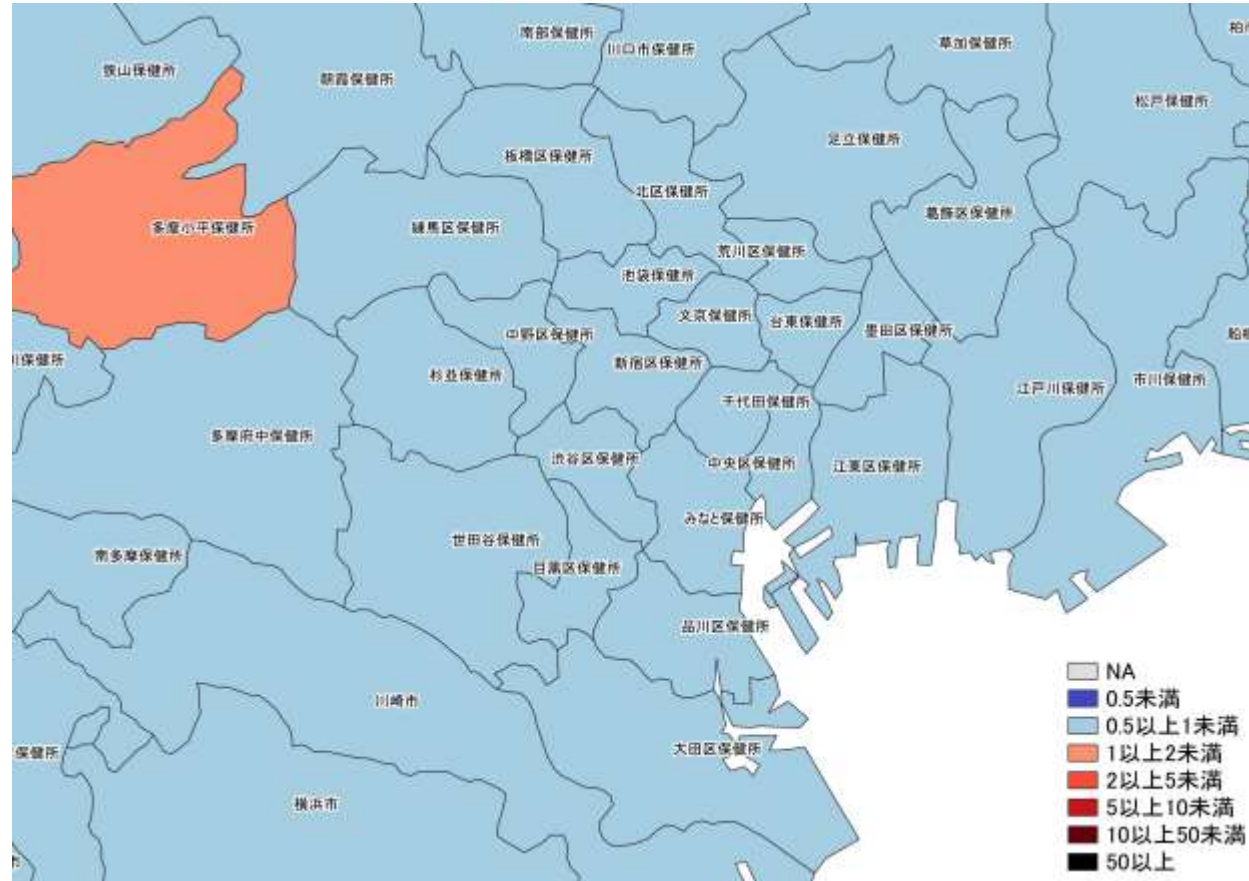 南部保健所
川口市保健所
草加保健所
柏市
狭山保健所
朝霞保健所
松戸保健所
足立保健所
板橋区保健所
北区保健所
葛飾区保健所
多摩小平保健所
練馬区保健所
荒川区保健所
池袋保健所
文京保健所
台東保健所
中野区保健所
墨田区保健所
船橋
川保健所
杉並保健所
新宿区保健所
江戸川保健所
市川保健所
千代田保健所
多摩府中保健所
渋谷区保健所
中央区保健所
江東区保健所
みなと保健所
世田谷保健所
南多摩保健所
目黒区保健所
品川区保健所
川崎市
大田区保健所
保健所
横浜市
市
NA
0.5未満
0.5以上1未満
1以上2未満
2以上5未満
5以上10未満
10以上50未満
50以上